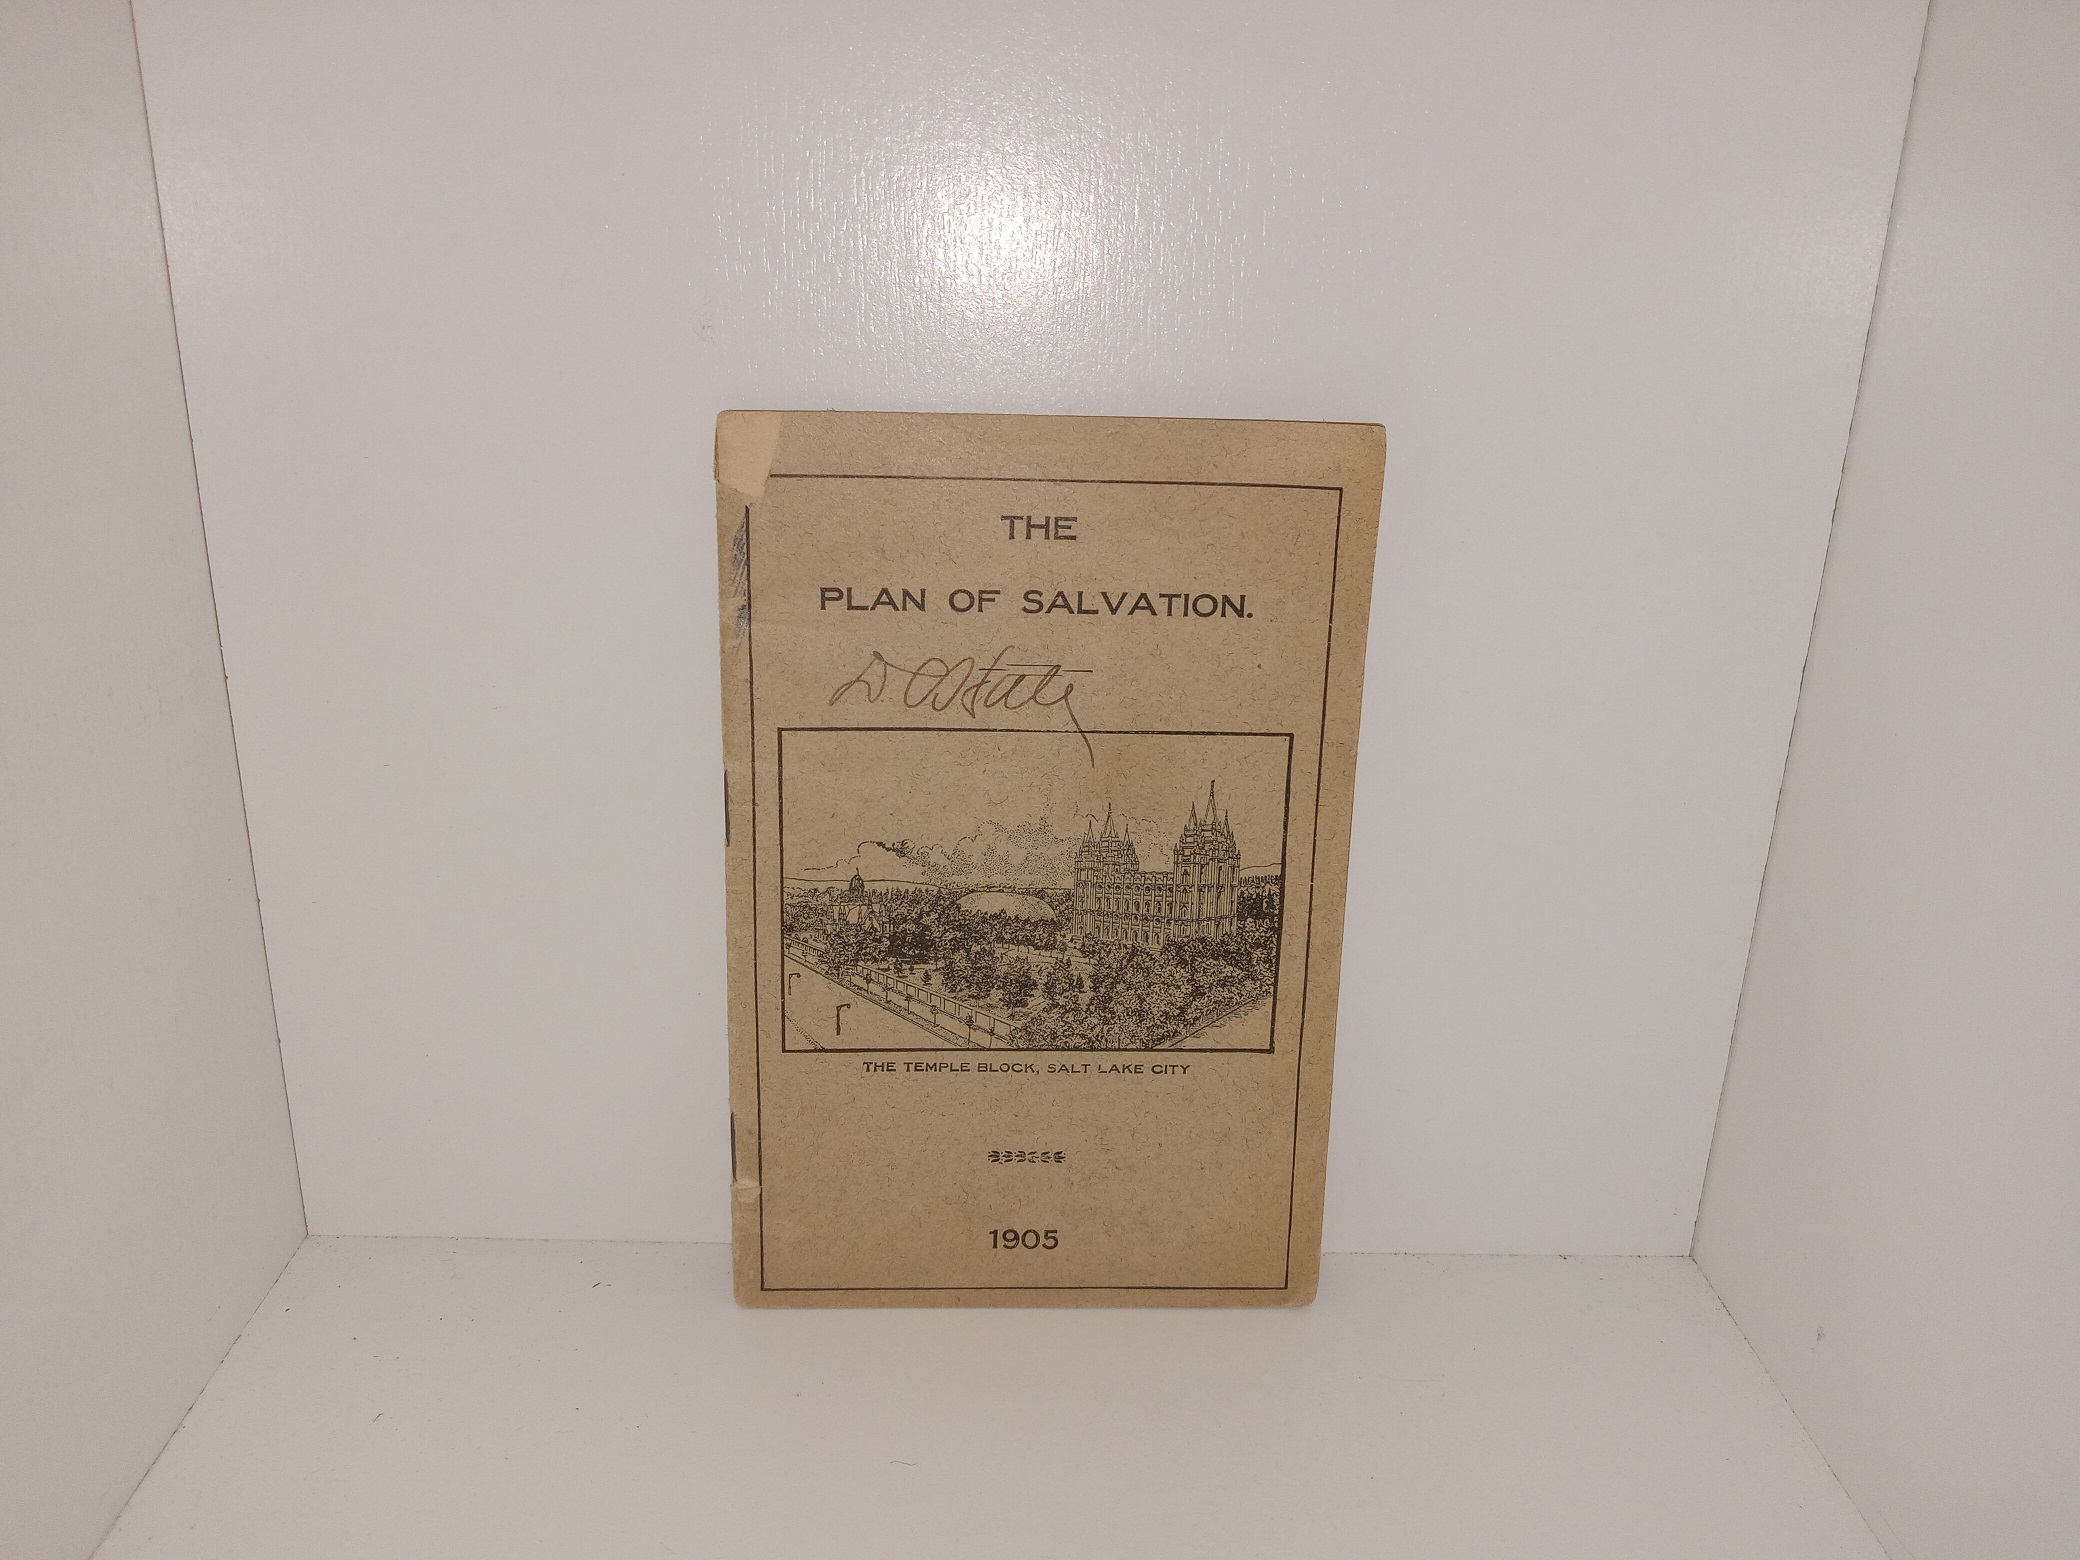 THE
PLAN OF SALVATION.
THE TEMPLE BLOCK, SALT LAKE CITY
1905